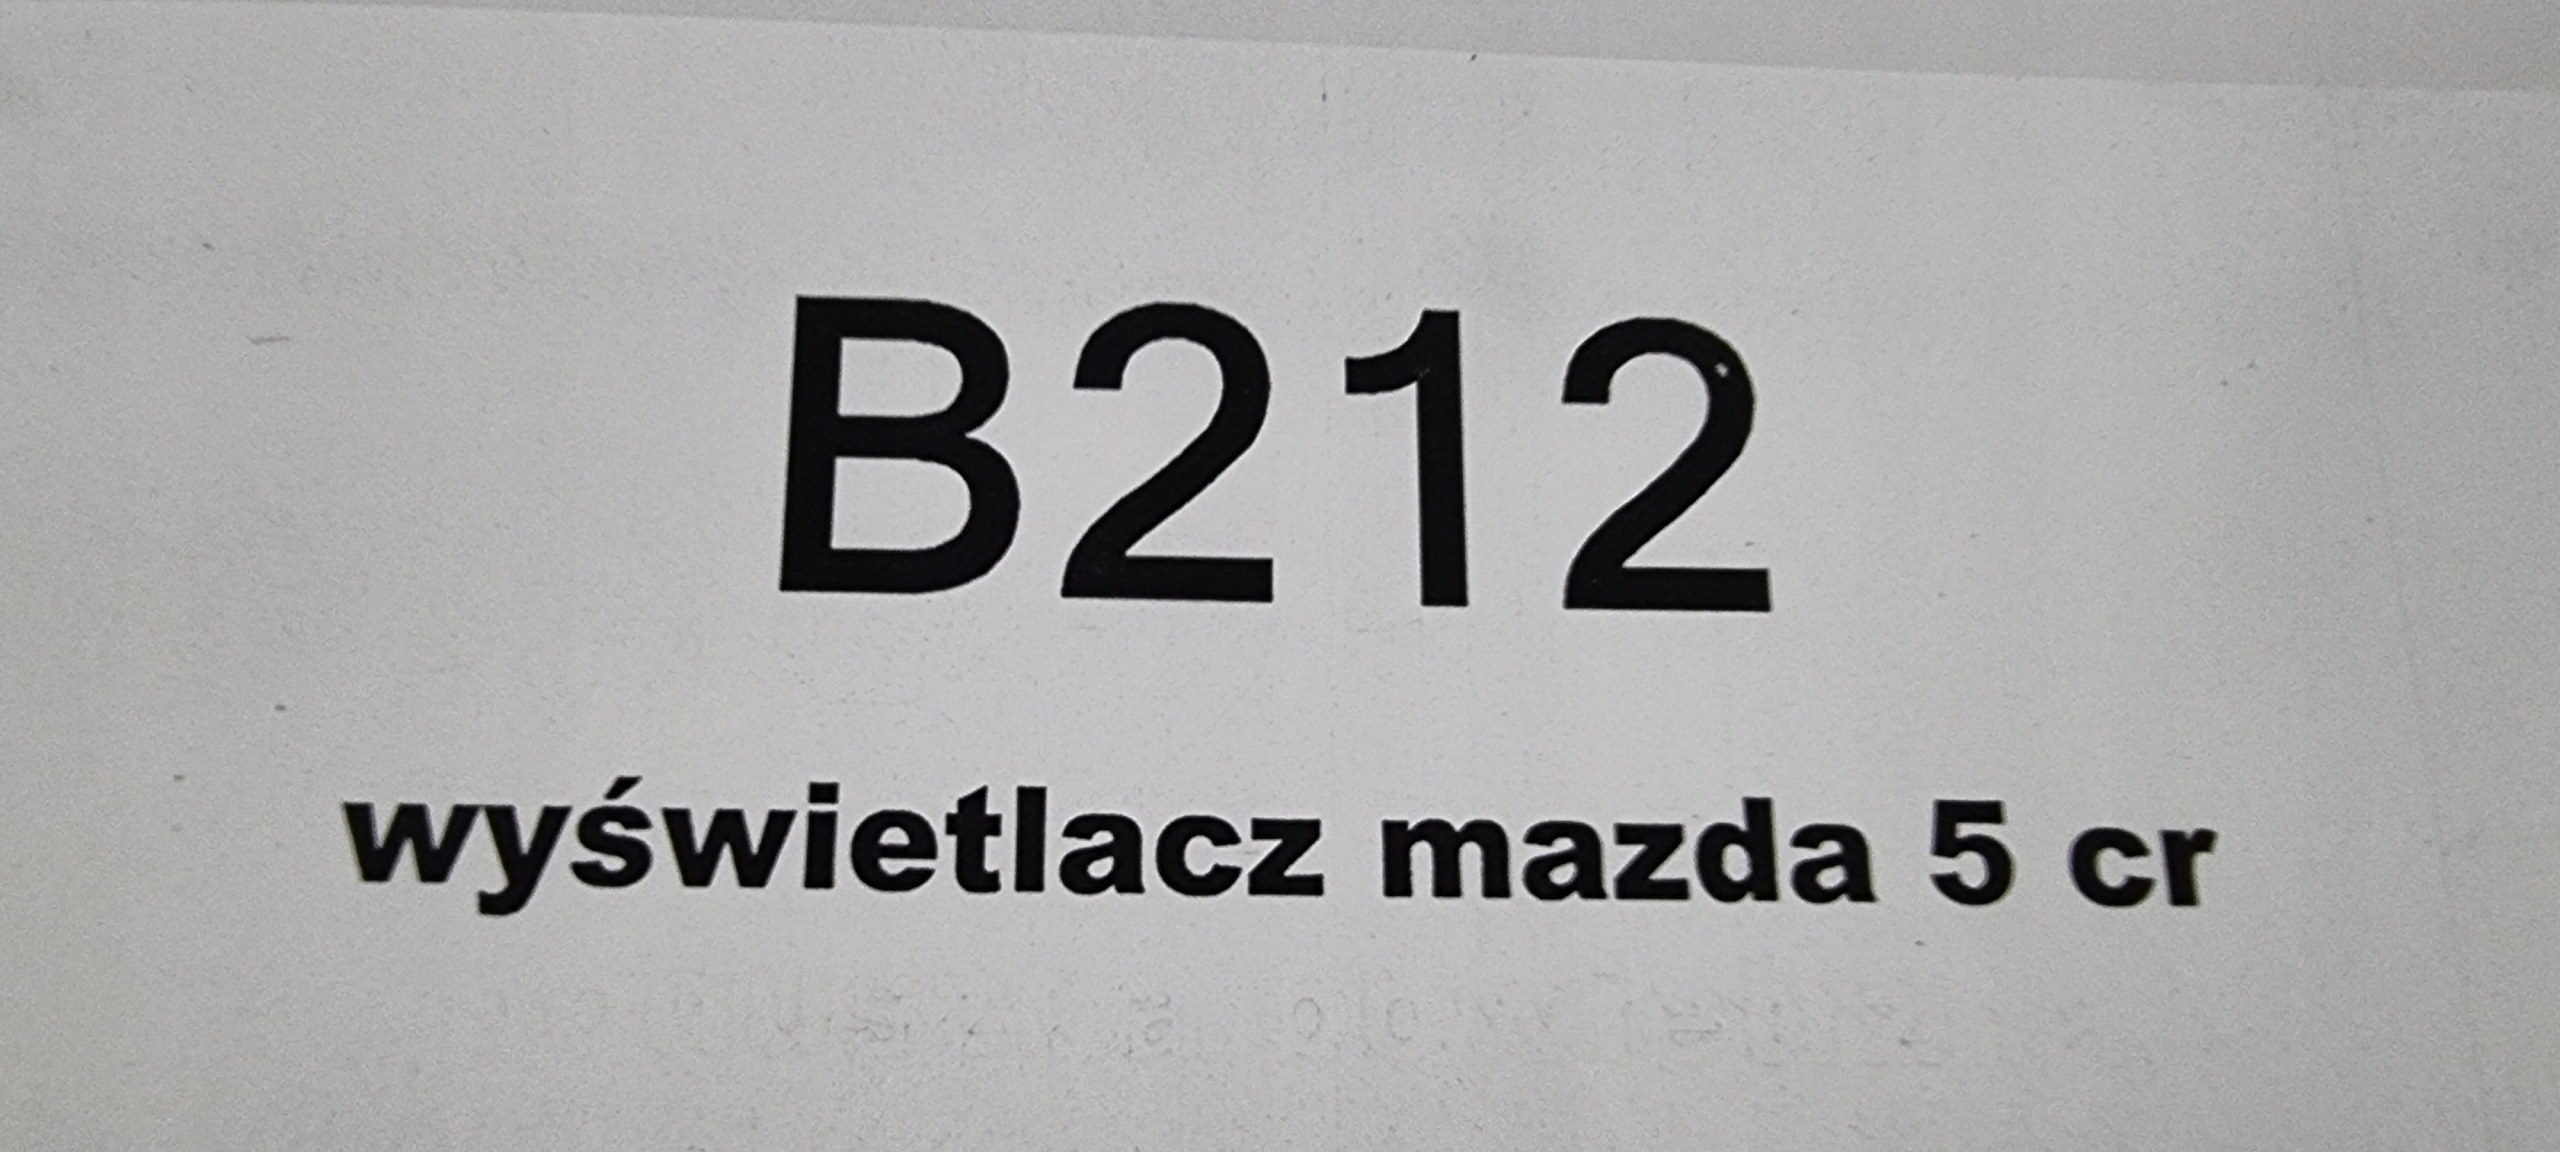 B212
wyświetlacz mazda 5 cr